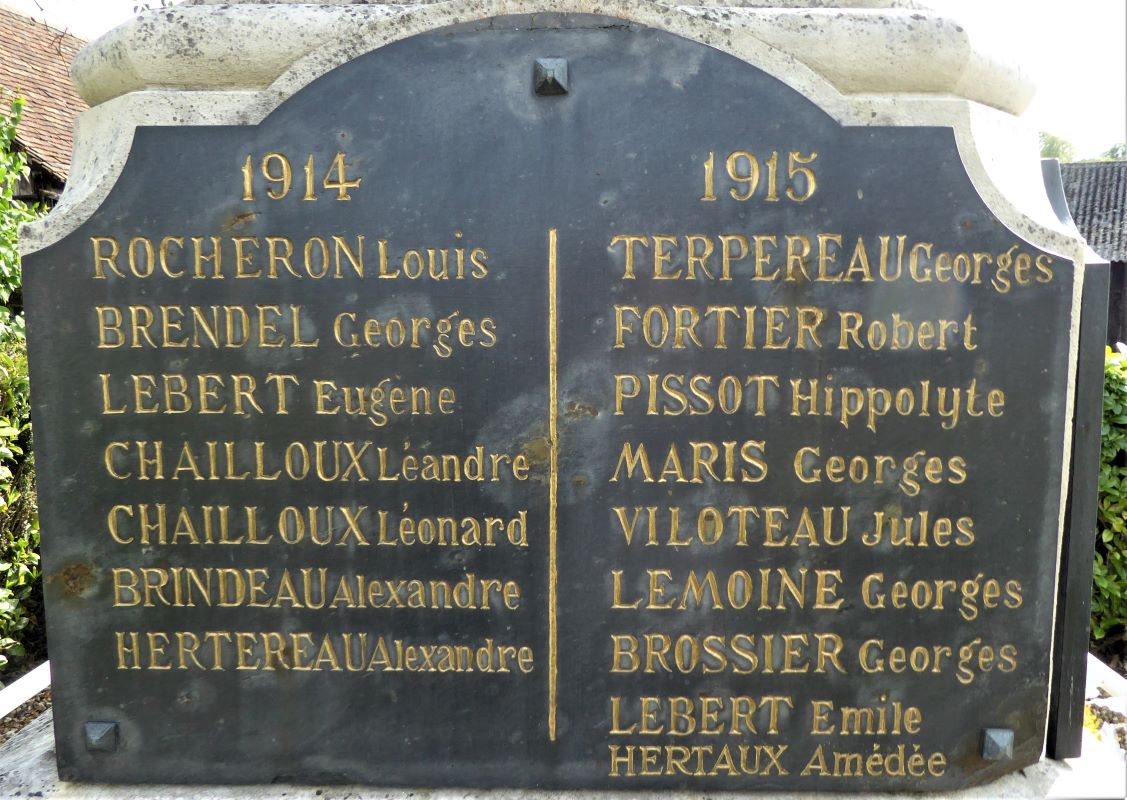 1914
ROCHERON Louis
BRENDEL Georges
LEBERT Eugène
CHAILLOUX Léandre
CHAILLOUX Léonard
BRINDEAU Alexandre
HERTEREAU Alexandre
1915
TERPEREAU Georges
FORTIER Robert
PISSOT Hippolyte
MARIS Georges
VILOTEAU Jules
LEMOINE Georges
BROSSIER Georges
LEBERT Emile
HERTAUX Amédée